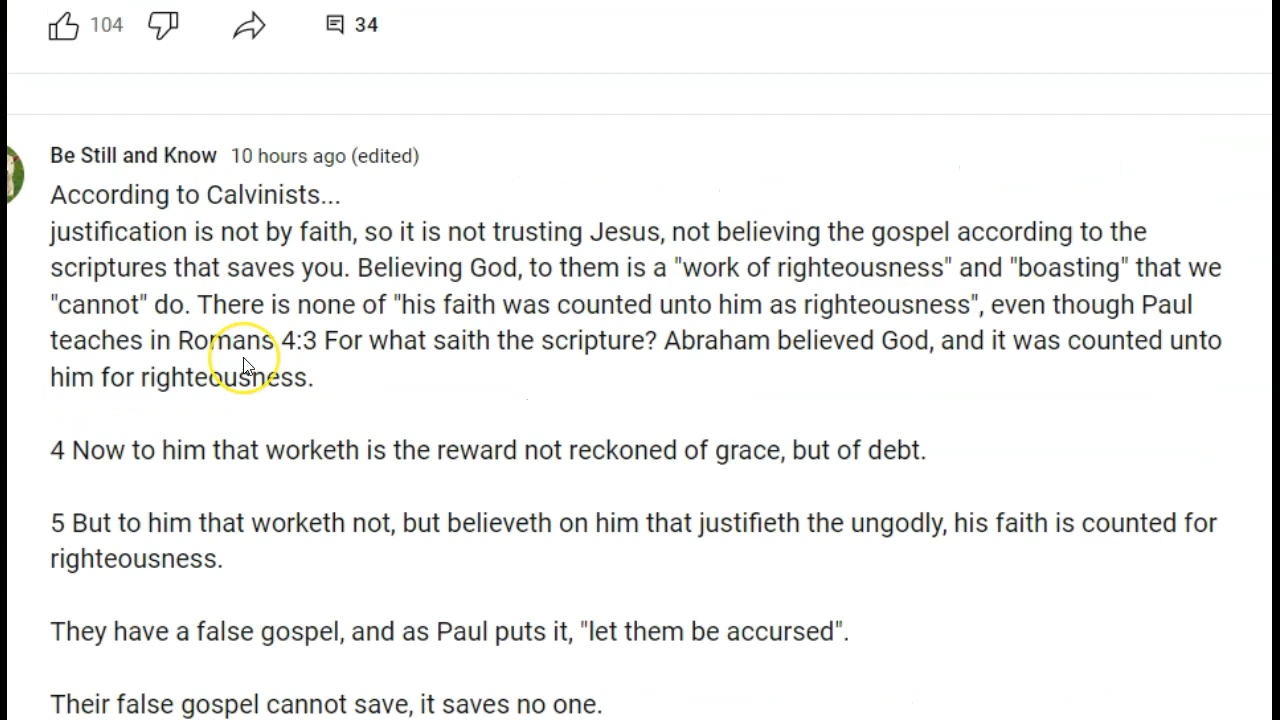 104 34
Be Still and Know 10 hours ago (edited)
According to Calvinists...
justification is not by faith, so it is not trusting Jesus, not believing the gospel according to the
scriptures that saves you. Believing God, to them is a "work of righteousness" and "boasting" that we
"cannot" do. There is none of "his faith was counted unto him as righteousness", even though Paul
teaches in Romans 4:3 For what saith the scripture? Abraham believed God, and it was counted unto
him for righteousness.
4 Now to him that worketh is the reward not reckoned of grace, but of debt.
5 But to him that worketh not, but believeth on him that justifieth the ungodly, his faith is counted for
righteousness.
They have a false gospel, and as Paul puts it, "let them be accursed".
Their false gospel cannot save, it saves no one.